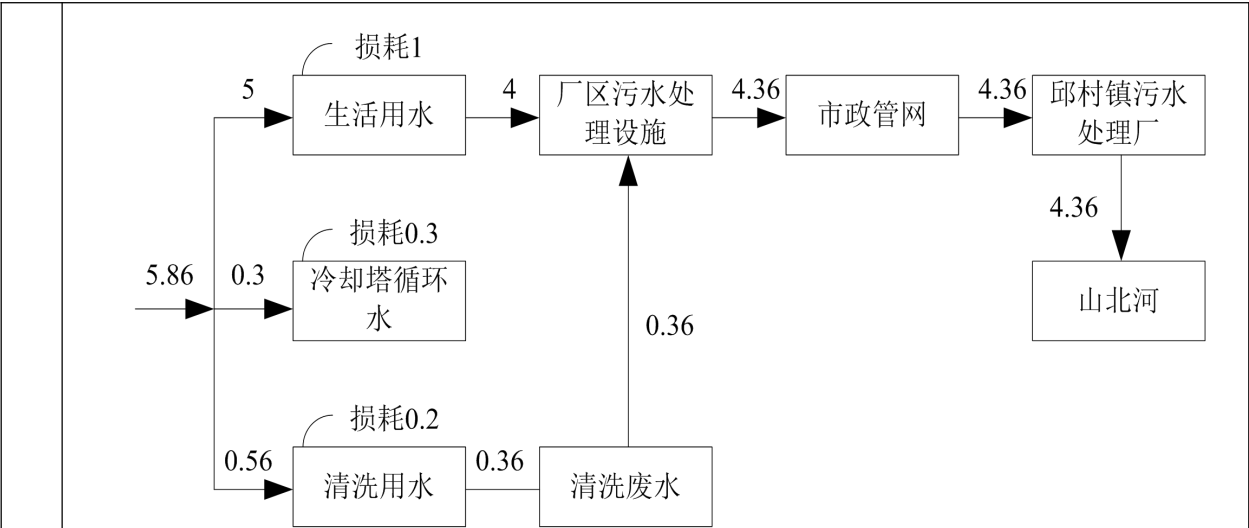 损耗1
5
生活用水
4
厂区污水处
理设施
4.36
市政管网
4.36
邱村镇污水
处理厂
4.36
山北河
损耗0.3
5.86
0.3
冷却塔循环
水
0.36
损耗0.2
0.56
清洗用水
0.36
清洗废水